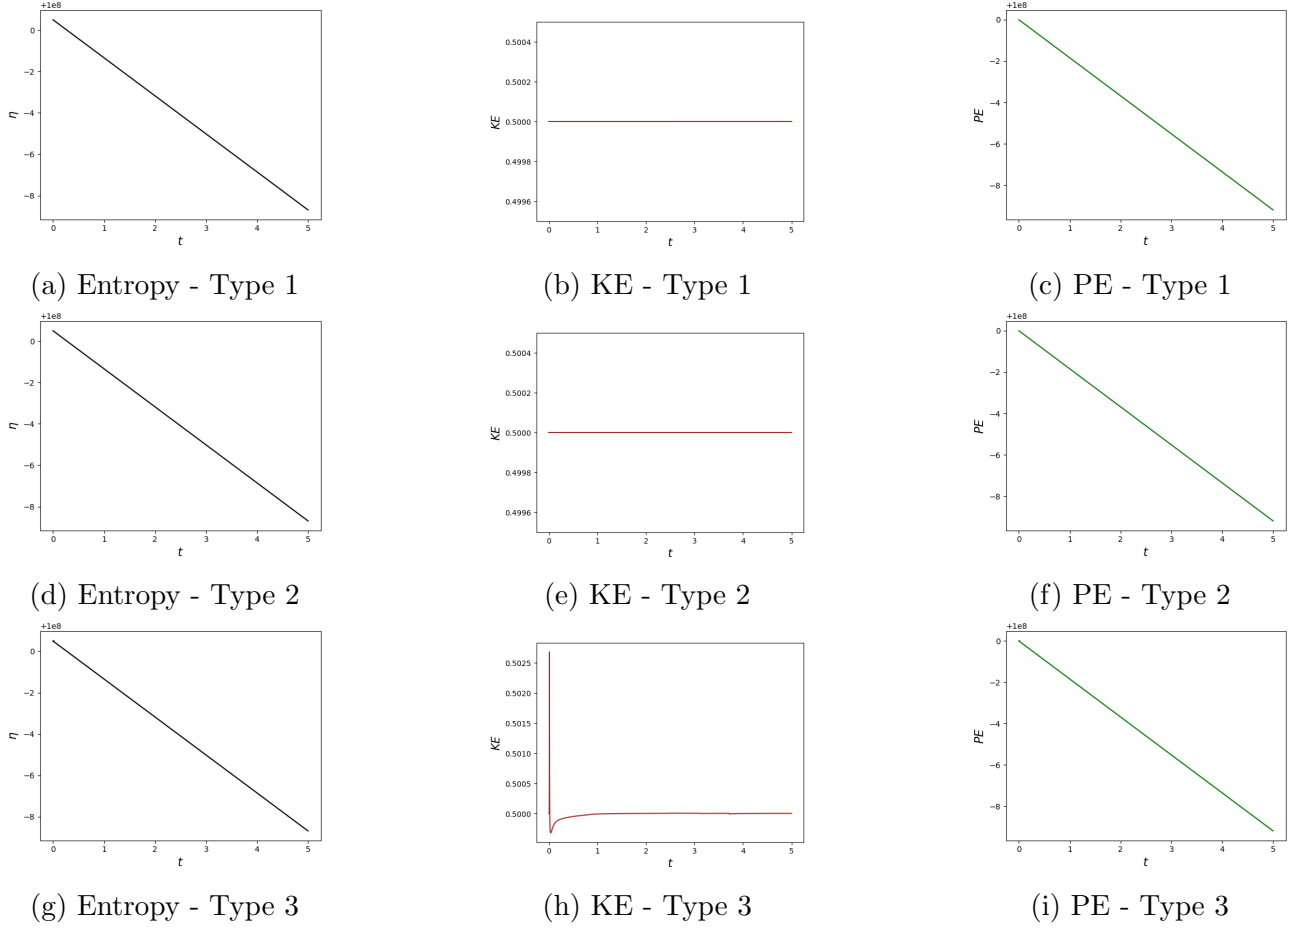 +1e8
0
−2
−4
−6
−8
η
0 1 2 3 4 5
t
(a) Entropy - Type 1
0.5004
0.5002
0.5000
0.4998
0.4996
KE
0 1 2 3 4 5
t
(b) KE - Type 1
+1e8
0
−2
−4
−6
−8
PE
0 1 2 3 4 5
t
(c) PE - Type 1
+1e8
0
−2
−4
−6
−8
η
0 1 2 3 4 5
t
(d) Entropy - Type 2
0.5004
0.5002
0.5000
0.4998
0.4996
KE
0 1 2 3 4 5
t
(e) KE - Type 2
+1e8
0
−2
−4
−6
−8
PE
0 1 2 3 4 5
t
(f) PE - Type 2
+1e8
0
−2
−4
−6
−8
η
0 1 2 3 4 5
t
(g) Entropy - Type 3
0.5025
0.5020
0.5015
0.5010
0.5005
0.5000
KE
0 1 2 3 4 5
t
(h) KE - Type 3
+1e8
0
−2
−4
−6
−8
PE
0 1 2 3 4 5
t
(i) PE - Type 3